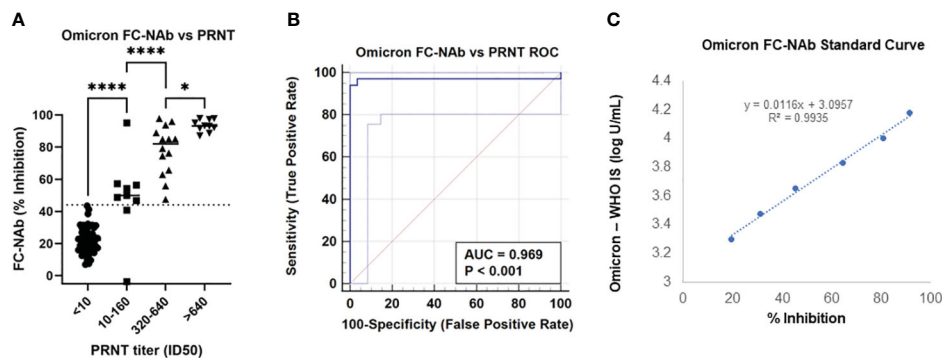 A
Omicron FC-NAb vs PRNT
****
****
*
FC-NAb (% Inhibition)
100
80
60
40
20
0
<10
10-160
320-640
>640
PRNT titer (ID50)
B
Omicron FC-NAb vs PRNT ROC
Sensitivity (True Positive Rate)
100
80
60
40
20
0
AUC = 0.969
P < 0.001
0 20 40 60 80 100
100-Specificity (False Positive Rate)
C
Omicron FC-NAb Standard Curve
Omicron – WHO IS (log U/mL)
4.4
4.2
4
3.8
3.6
3.4
3.2
3
y = 0.0116x + 3.0957
R² = 0.9935
0 20 40 60 80 100
% Inhibition